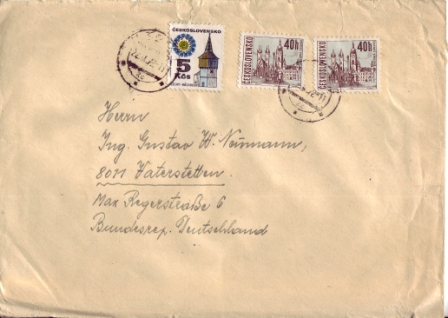 ČESKOSLOVENSKO
5
Kčs
40h
ČESKOSLOVENSKO
40h
ČESKOSLOVENSKO
Herrn
Ing. Gustav W. Neumann,
8011 Vaterstetten.
Max Regerstraße 6
Bundesrep. Deutschland